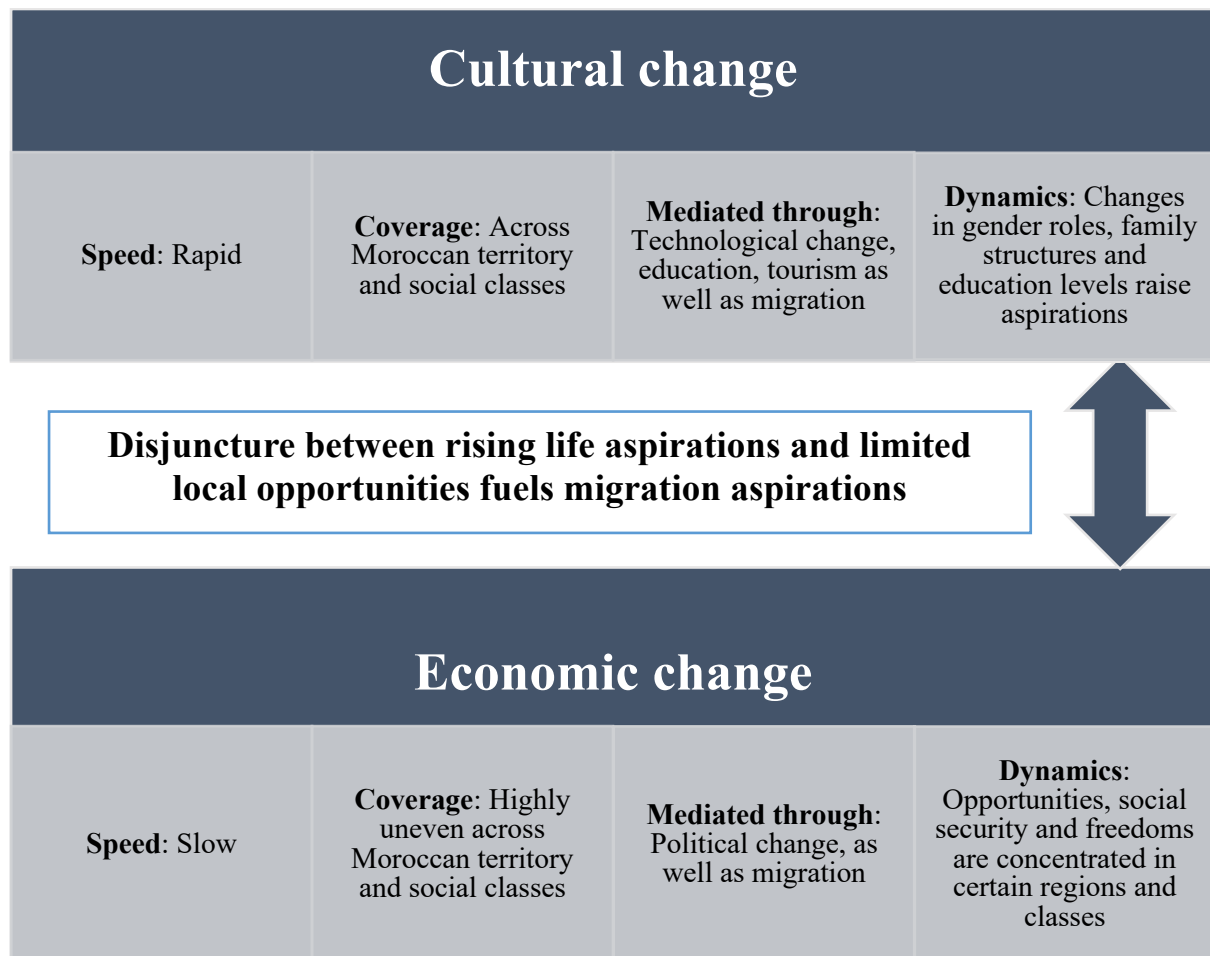 Cultural change
Speed: Rapid
Coverage: Across
Moroccan territory
and social classes
Mediated through:
Technological change,
education, tourism as
well as migration
Dynamics: Changes
in gender roles, family
structures and
education levels raise
aspirations
Disjuncture between rising life aspirations and limited
local opportunities fuels migration aspirations
Economic change
Speed: Slow
Coverage: Highly
uneven across
Moroccan territory
and social classes
Mediated through:
Political change, as
well as migration
Dynamics:
Opportunities, social
security and freedoms
are concentrated in
certain regions and
classes